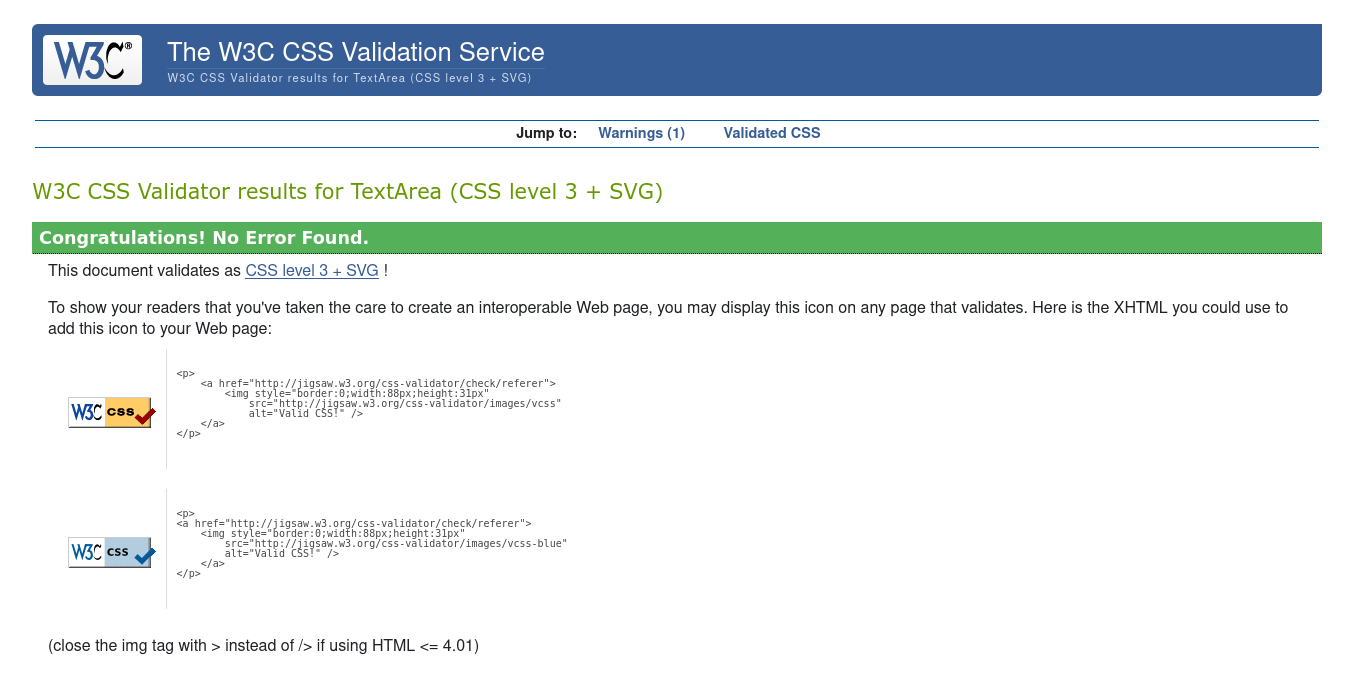 W3C®
The W3C CSS Validation Service
W3C CSS Validator results for TextArea (CSS level 3 + SVG)
Jump to: Warnings (1) Validated CSS
W3C CSS Validator results for TextArea (CSS level 3 + SVG)
Congratulations! No Error Found.
This document validates as CSS level 3 + SVG !
To show your readers that you've taken the care to create an interoperable Web page, you may display this icon on any page that validates. Here is the XHTML you could use to
add this icon to your Web page:
<p>
    <a href="http://jigsaw.w3.org/css-validator/check/referer">
        <img style="border:0;width:88px;height:31px"
            src="http://jigsaw.w3.org/css-validator/images/vcss"
            alt="Valid CSS!" />
    </a>
</p>
W3C CSS
<p>
<a href="http://jigsaw.w3.org/css-validator/check/referer">
    <img style="border:0;width:88px;height:31px"
        src="http://jigsaw.w3.org/css-validator/images/vcss-blue"
        alt="Valid CSS!" />
    </a>
</p>
W3C CSS
(close the img tag with > instead of /> if using HTML <= 4.01)